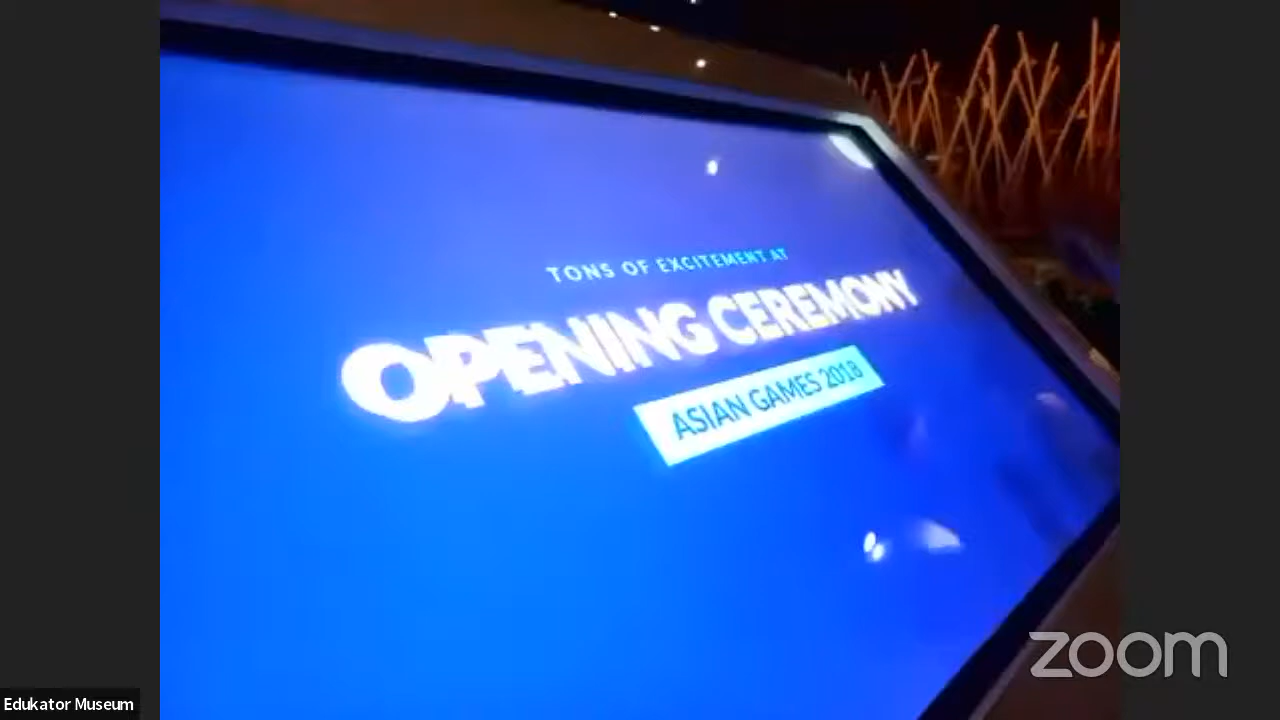 TONS OF EXCITEMENT AT
OPENING CEREMONY
ASIAN GAMES 2018
zoom
Edukator Museum